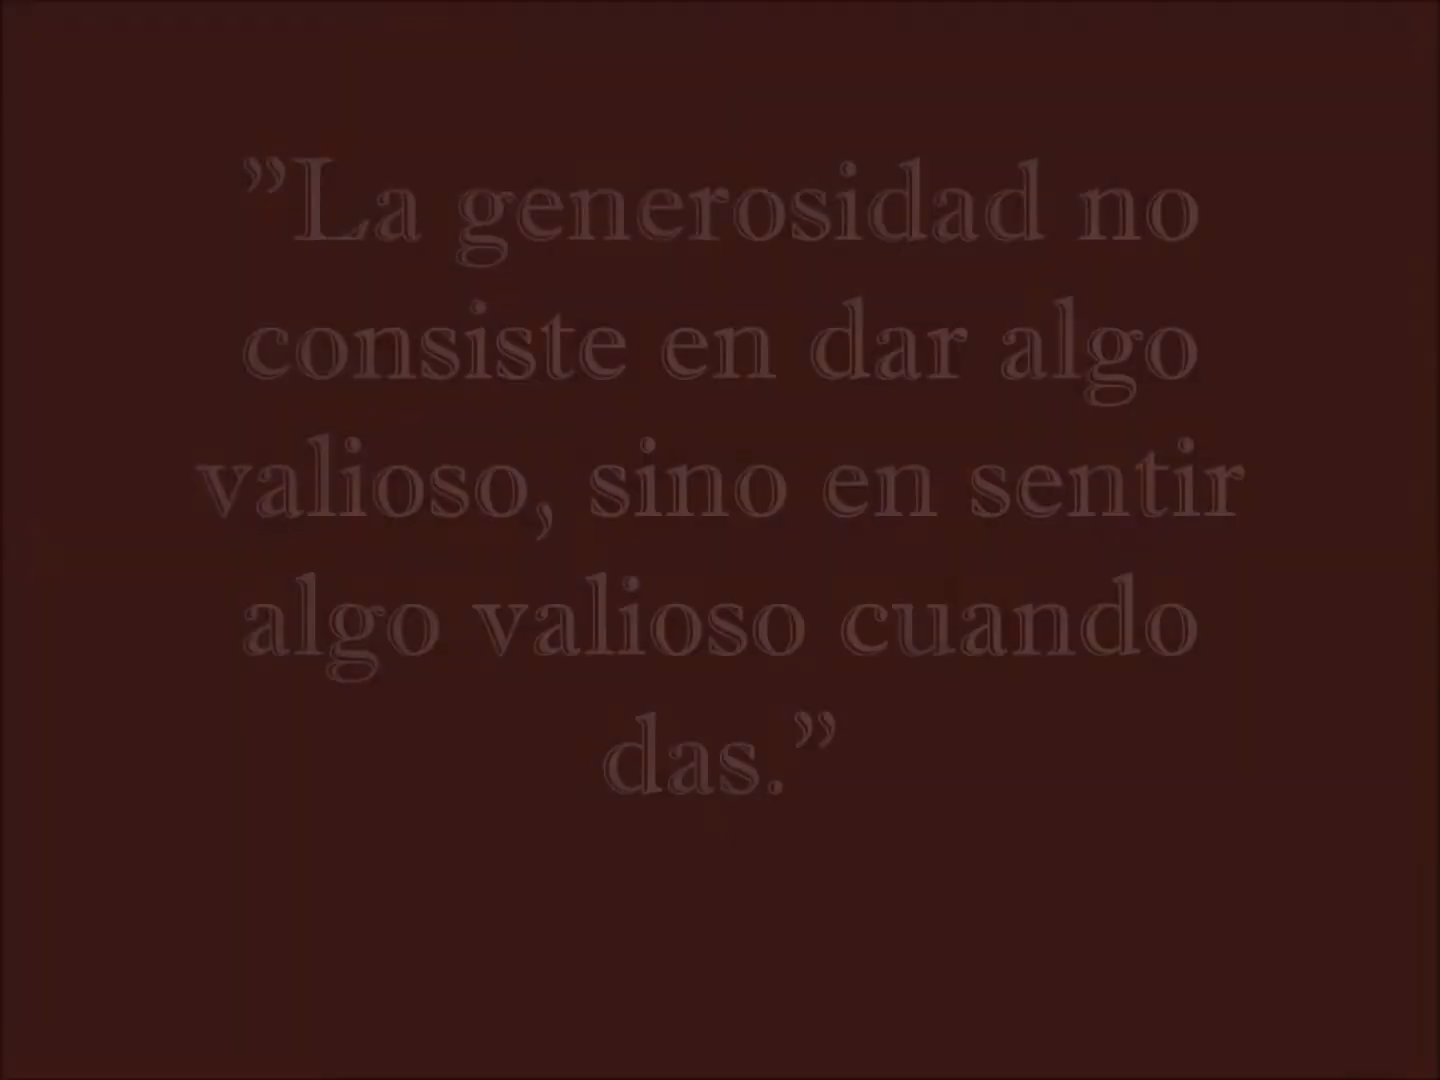 ”La generosidad no
consiste en dar algo
valioso, sino en sentir
algo valioso cuando
das.”